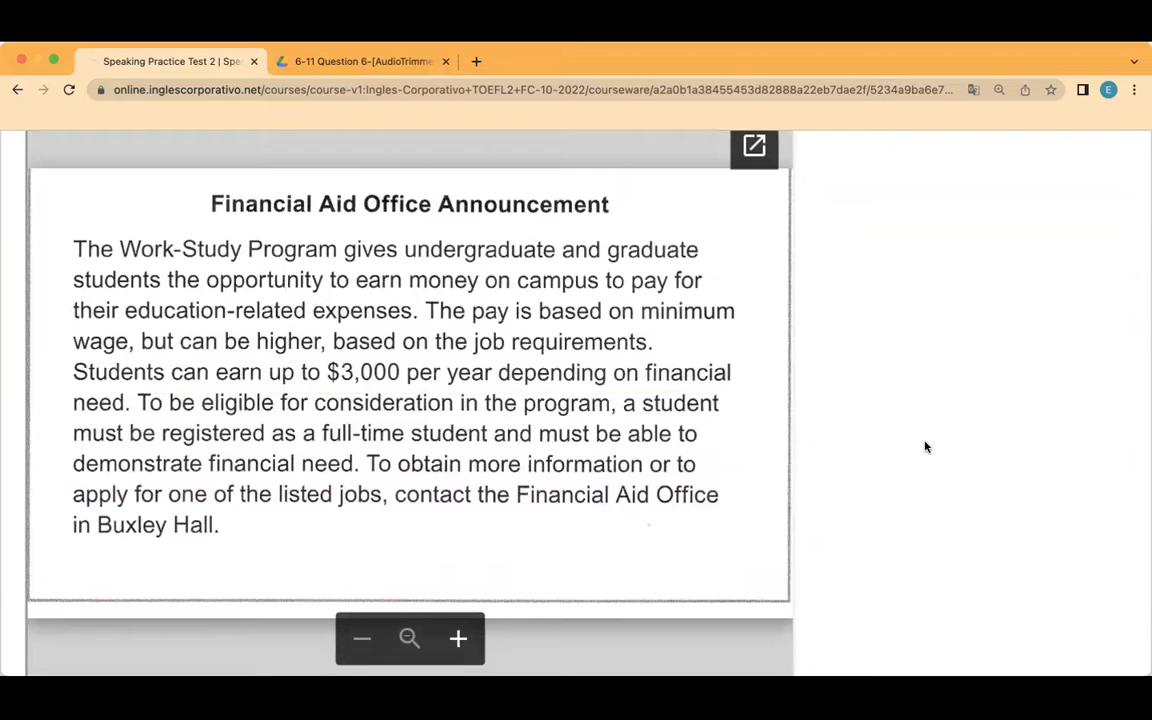 Speaking Practice Test 2 | Spe
6-11 Question 6-[AudioTrimme
online.inglescorporativo.net/courses/course-v1:Ingles-Corporativo+TOEFL2+FC-10-2022/courseware/a2a0b1a38455453d82888a22eb7dae2f/5234a9ba6e7...
E
Financial Aid Office Announcement
The Work-Study Program gives undergraduate and graduate
students the opportunity to earn money on campus to pay for
their education-related expenses. The pay is based on minimum
wage, but can be higher, based on the job requirements.
Students can earn up to $3,000 per year depending on financial
need. To be eligible for consideration in the program, a student
must be registered as a full-time student and must be able to
demonstrate financial need. To obtain more information or to
apply for one of the listed jobs, contact the Financial Aid Office
in Buxley Hall.